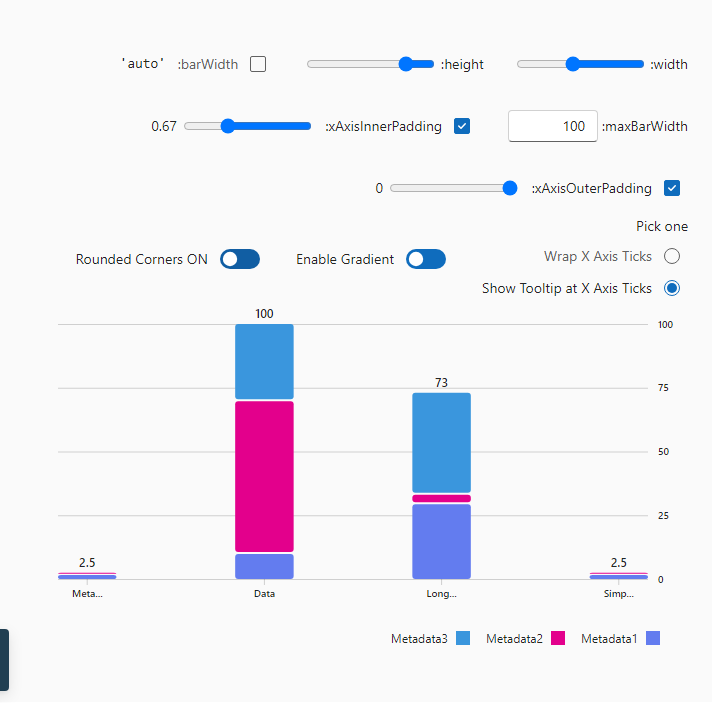 'auto' :barWidth :height :width
0.67 :xAxisInnerPadding 100 :maxBarWidth
0 :xAxisOuterPadding
Pick one
Rounded Corners ON Enable Gradient Wrap X Axis Ticks
Show Tooltip at X Axis Ticks
100
100
73
75
50
25
2.5
2.5
0
Meta... Data Long... Simp...
Metadata3 Metadata2 Metadata1